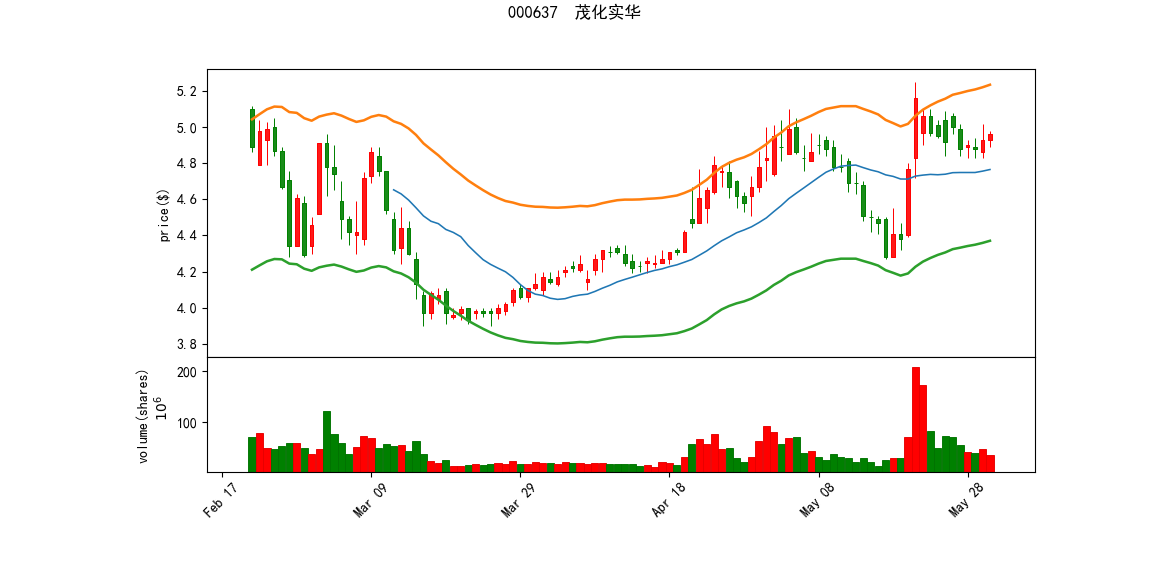 000637 茂化实华
price($)
5.2
5.0
4.8
4.6
4.4
4.2
4.0
3.8
volume(shares)
10^6
200
100
Feb 17
Mar 09
Mar 29
Apr 18
May 08
May 28